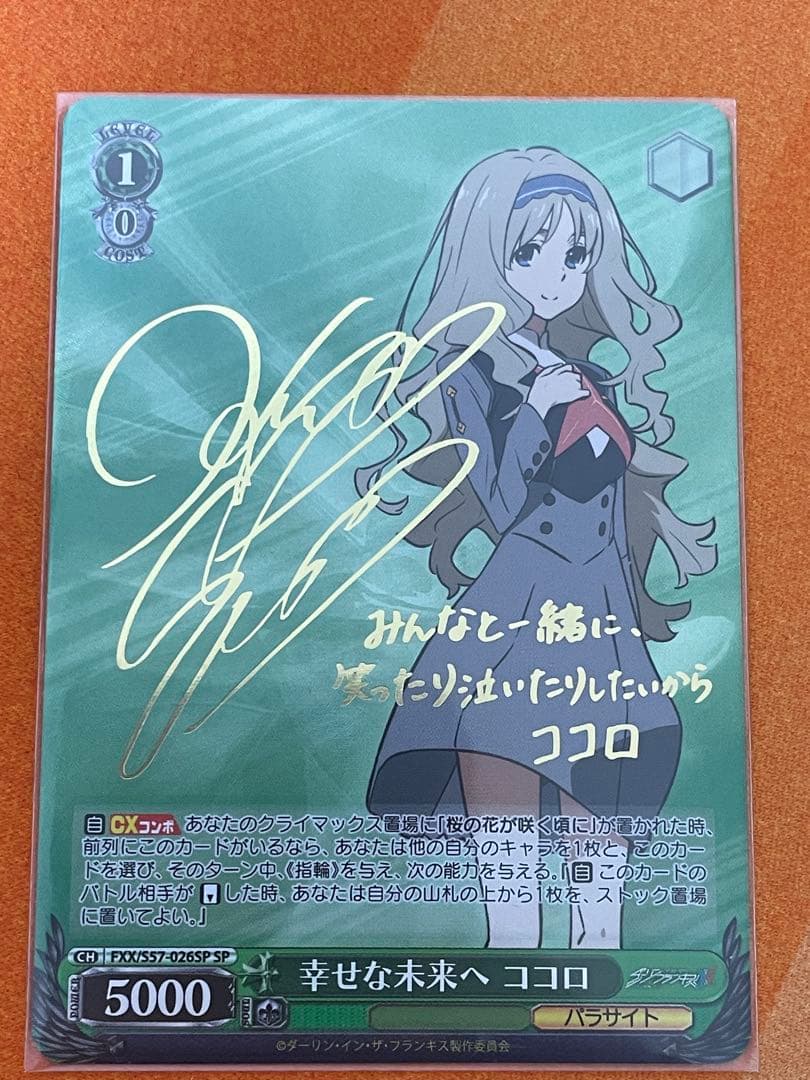 LEVEL
1
0
COST
みんなと一緒に、
笑ったり泣いたりしたいから
ココロ
自 CXコンボ あなたのクライマックス置場に「桜の花が咲く頃に」が置かれた時、
前列にこのカードがいるなら、あなたは他の自分のキャラを1枚と、このカー
ドを選び、そのターン中、《指輪》を与え、次の能力を与える。「自 このカードの
バトル相手が した時、あなたは自分の山札の上から1枚を、ストック置場
に置いてよい。」
CH FXX/S57-026SP SP
幸せな未来へ ココロ
POWER 5000 SOUL
パラサイト
©ダーリン・イン・ザ・フランキス製作委員会